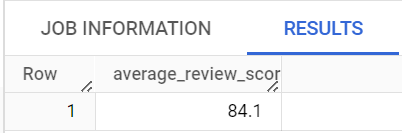 JOB INFORMATION RESULTS
Row average_review_scor
1 84.1